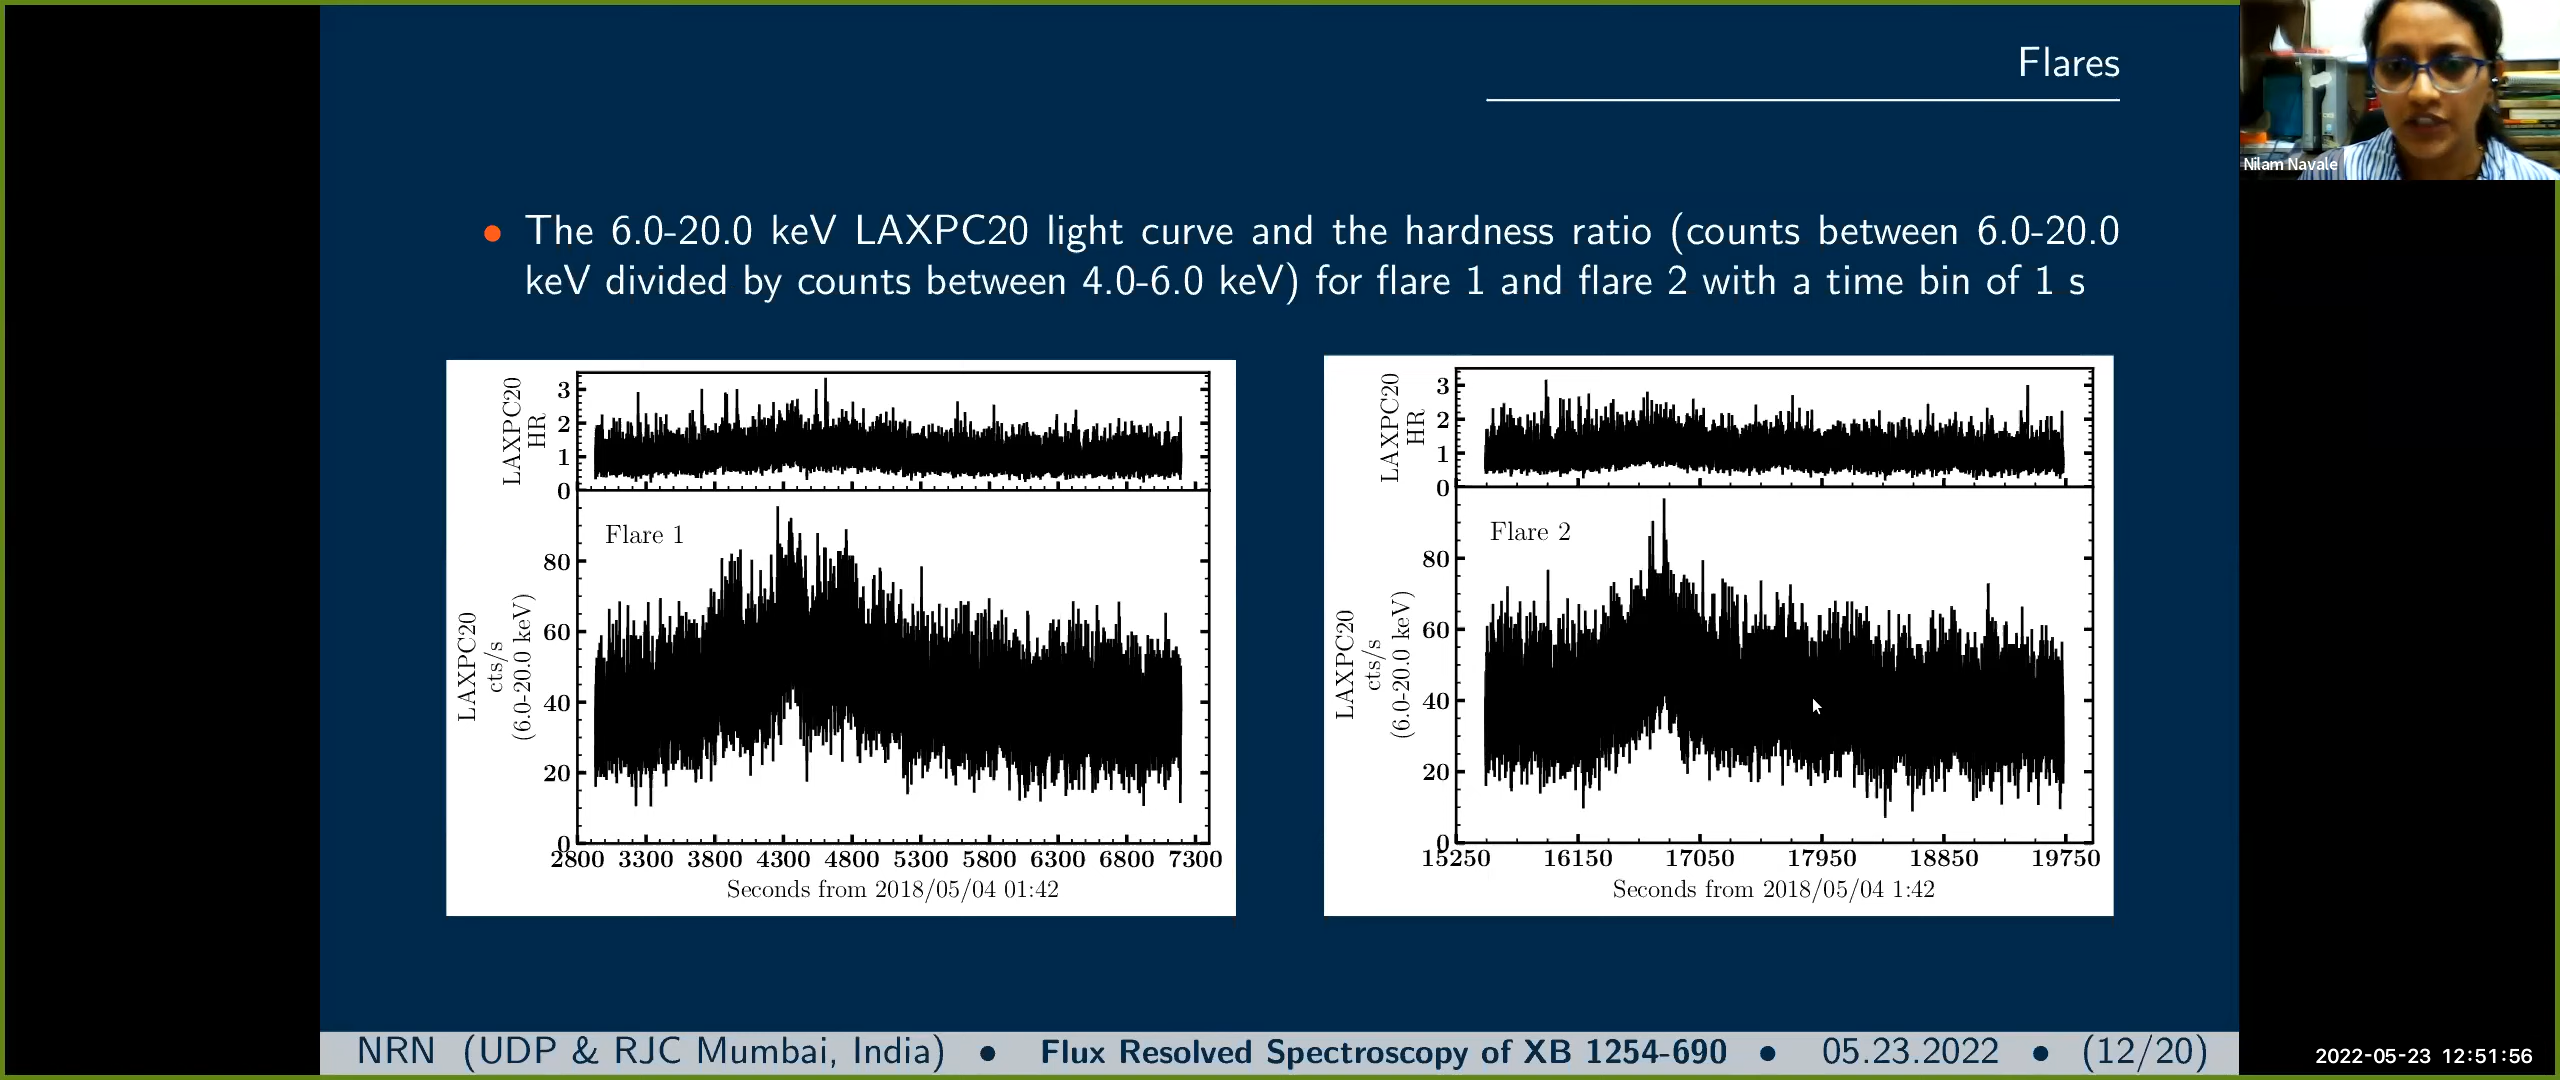 Flares
Nilam Navale
• The 6.0-20.0 keV LAXPC20 light curve and the hardness ratio (counts between 6.0-20.0
keV divided by counts between 4.0-6.0 keV) for flare 1 and flare 2 with a time bin of 1 s
LAXPC20
HR
3
2
1
0
Flare 1
LAXPC20
cts/s
(6.0-20.0 keV)
80
60
40
20
0
2800 3300 3800 4300 4800 5300 5800 6300 6800 7300
Seconds from 2018/05/04 01:42
LAXPC20
HR
3
2
1
0
Flare 2
LAXPC20
cts/s
(6.0-20.0 keV)
80
60
40
20
0
15250 16150 17050 17950 18850 19750
Seconds from 2018/05/04 1:42
NRN (UDP & RJC Mumbai, India) • Flux Resolved Spectroscopy of XB 1254-690 • 05.23.2022 • (12/20)
2022-05-23 12:51:56